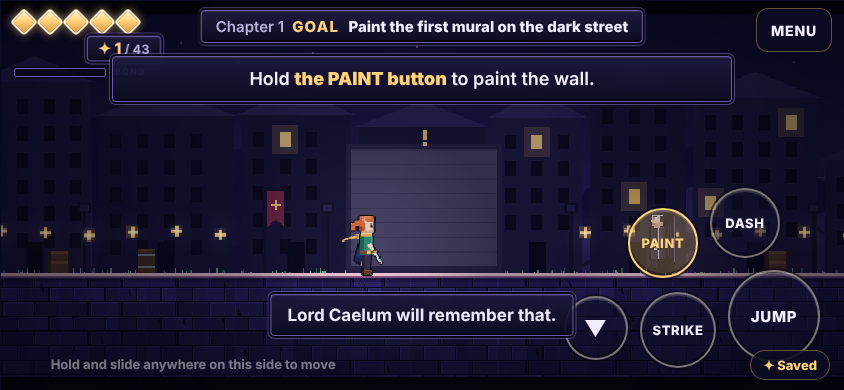 Chapter 1 GOAL Paint the first mural on the dark street
MENU
1 / 43
Hold the PAINT button to paint the wall.
PAINT
DASH
Lord Caelum will remember that.
STRIKE
JUMP
Hold and slide anywhere on this side to move
Saved